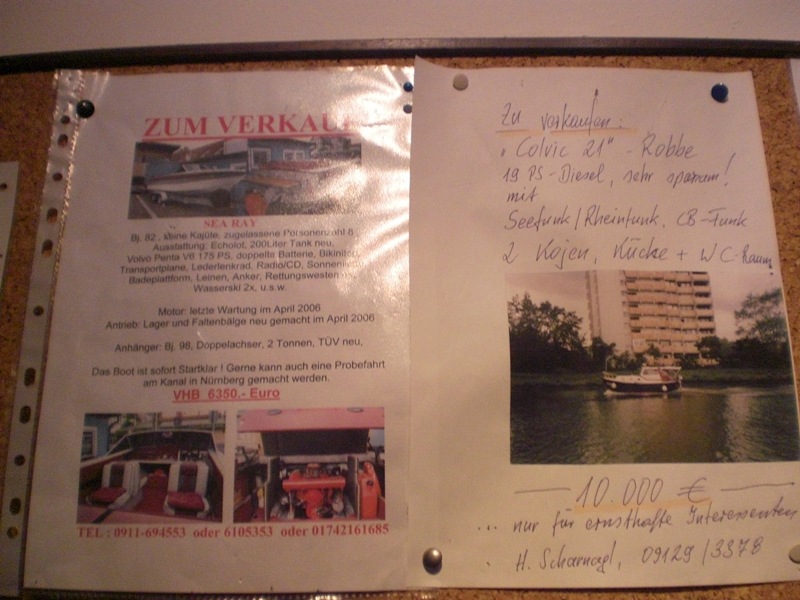 ZUM VERKAUF
SEA RAY
Bj. 82, kleine Kajüte, zugelassene Personenzahl 6
Ausstattung: Echolot, 200Liter Tank neu,
Volvo Penta V6 175 PS, doppelte Batterie, Bikinitop,
Transportplane, Lederlenkrad, Radio/CD, Sonneninsel,
Badeplattform, Leinen, Anker, Rettungswesten
Wasserski 2x, u.s.w.
Motor: letzte Wartung im April 2006
Antrieb: Lager und Faltenbälge neu gemacht im April 2006
Anhänger: Bj. 98, Doppelachser, 2 Tonnen, TÜV neu,
Das Boot ist sofort Startklar ! Gerne kann auch eine Probefahrt
am Kanal in Nürnberg gemacht werden.
VHB 6350,- Euro
TEL : 0911-694553 oder 6105353 oder 01742161685
Zu verkaufen:
"Colvic 21" - Robbe
19 PS-Diesel, sehr sparsam!
mit
Seefunk/Rheinfunk, CB-Funk
2 Kojen, Küche + WC-Raum
10.000 €
... nur für ernsthafte Interessenten
H. Scharnagl, 09129/3378